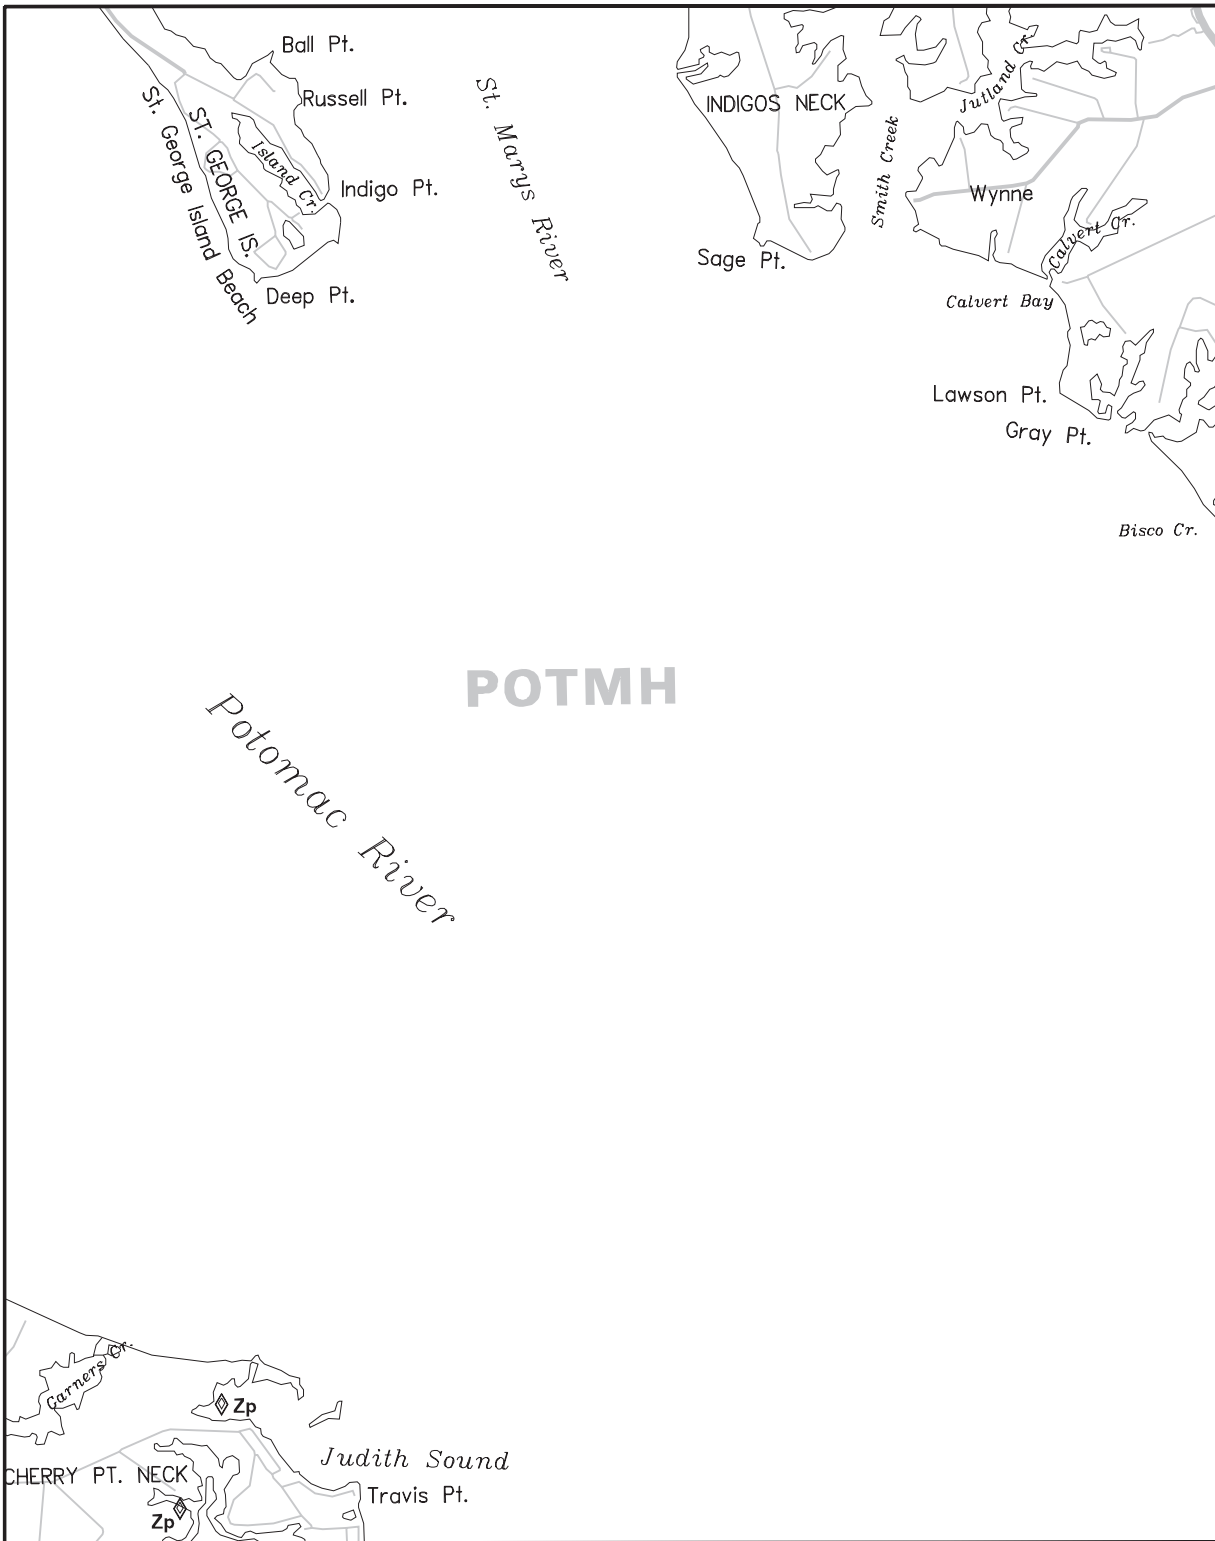 Ball Pt.
Russell Pt.
St. Marys River
INDIGOS NECK
Jutland Cr.
St. George Island Beach
ST. GEORGE IS.
Island Cr.
Indigo Pt.
Smith Creek
Wynne
Calvert Cr.
Sage Pt.
Deep Pt.
Calvert Bay
Lawson Pt.
Gray Pt.
Bisco Cr.
POTMH
Potomac River
Garners Cr.
Zp
Judith Sound
CHERRY PT. NECK
Travis Pt.
Zp